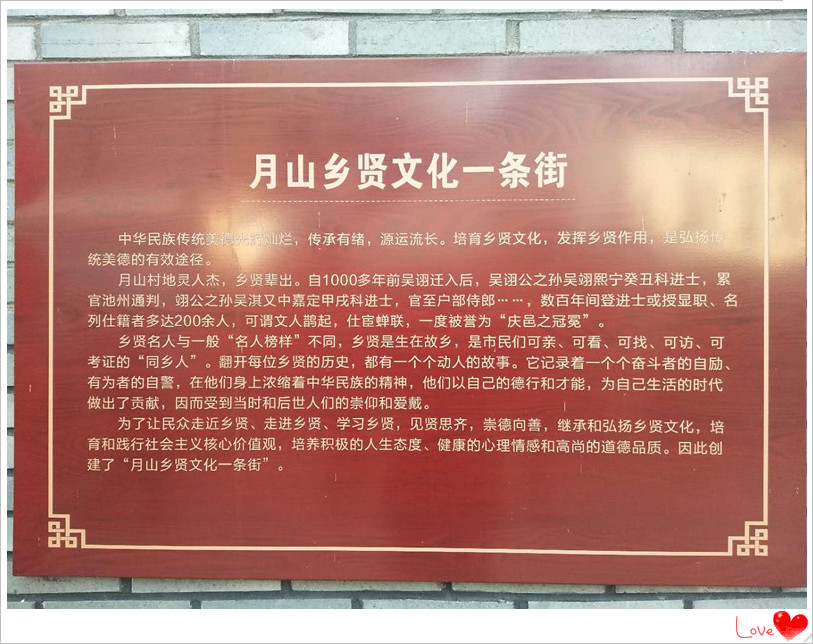 月山乡贤文化一条街
中华民族传统美德光辉灿烂，传承有绪，源运流长。培育乡贤文化，发挥乡贤作用，是弘扬传
统美德的有效途径。
月山村地灵人杰，乡贤辈出。自1000多年前吴诩迁入后，吴诩公之孙吴翊熙宁癸丑科进士，累
官池州通判，翊公之孙吴淇又中嘉定甲戌科进士，官至户部侍郎……，数百年间登进士或授显职、名
列仕籍者多达200余人，可谓文人鹊起，仕宦蝉联，一度被誉为“庆邑之冠冕”。
乡贤名人与一般“名人榜样”不同，乡贤是生在故乡，是市民们可亲、可看、可找、可访、可
考证的“同乡人”。翻开每位乡贤的历史，都有一个个动人的故事。它记录着一个个奋斗者的自励、
有为者的自警，在他们身上浓缩着中华民族的精神，他们以自己的德行和才能，为自己生活的时代
做出了贡献，因而受到当时和后世人们的崇仰和爱戴。
为了让民众走近乡贤、走进乡贤、学习乡贤，见贤思齐，崇德向善，继承和弘扬乡贤文化，培
育和践行社会主义核心价值观，培养积极的人生态度、健康的心理情感和高尚的道德品质。因此创
建了“月山乡贤文化一条街”。
Love